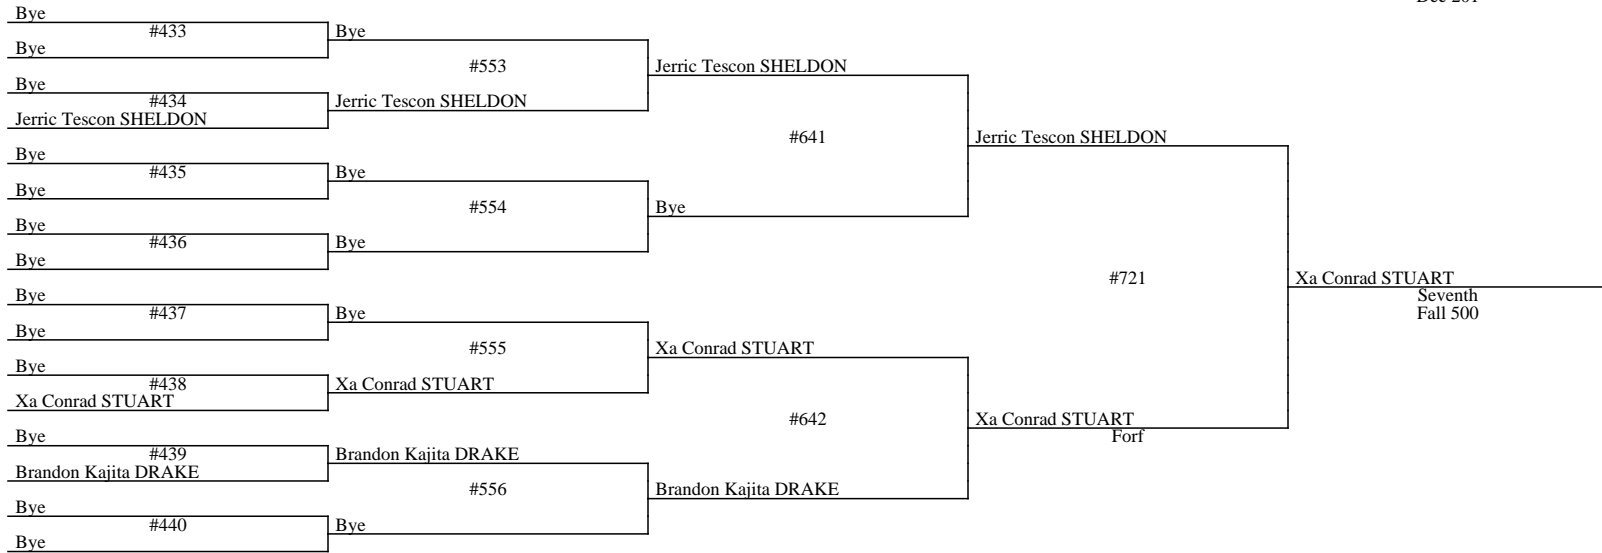 Dec 201
Bye
#433
Bye
Bye
#553
Jerric Tescon SHELDON
Bye
#434
Jerric Tescon SHELDON
Jerric Tescon SHELDON
#641
Jerric Tescon SHELDON
Bye
#435
Bye
Bye
#554
Bye
Bye
#436
Bye
Bye
#721
Xa Conrad STUART
Seventh
Fall 500
Bye
#437
Bye
Bye
#555
Xa Conrad STUART
Bye
#438
Xa Conrad STUART
Xa Conrad STUART
#642
Xa Conrad STUART
Forf
Bye
#439
Brandon Kajita DRAKE
Brandon Kajita DRAKE
#556
Brandon Kajita DRAKE
Bye
#440
Bye
Bye